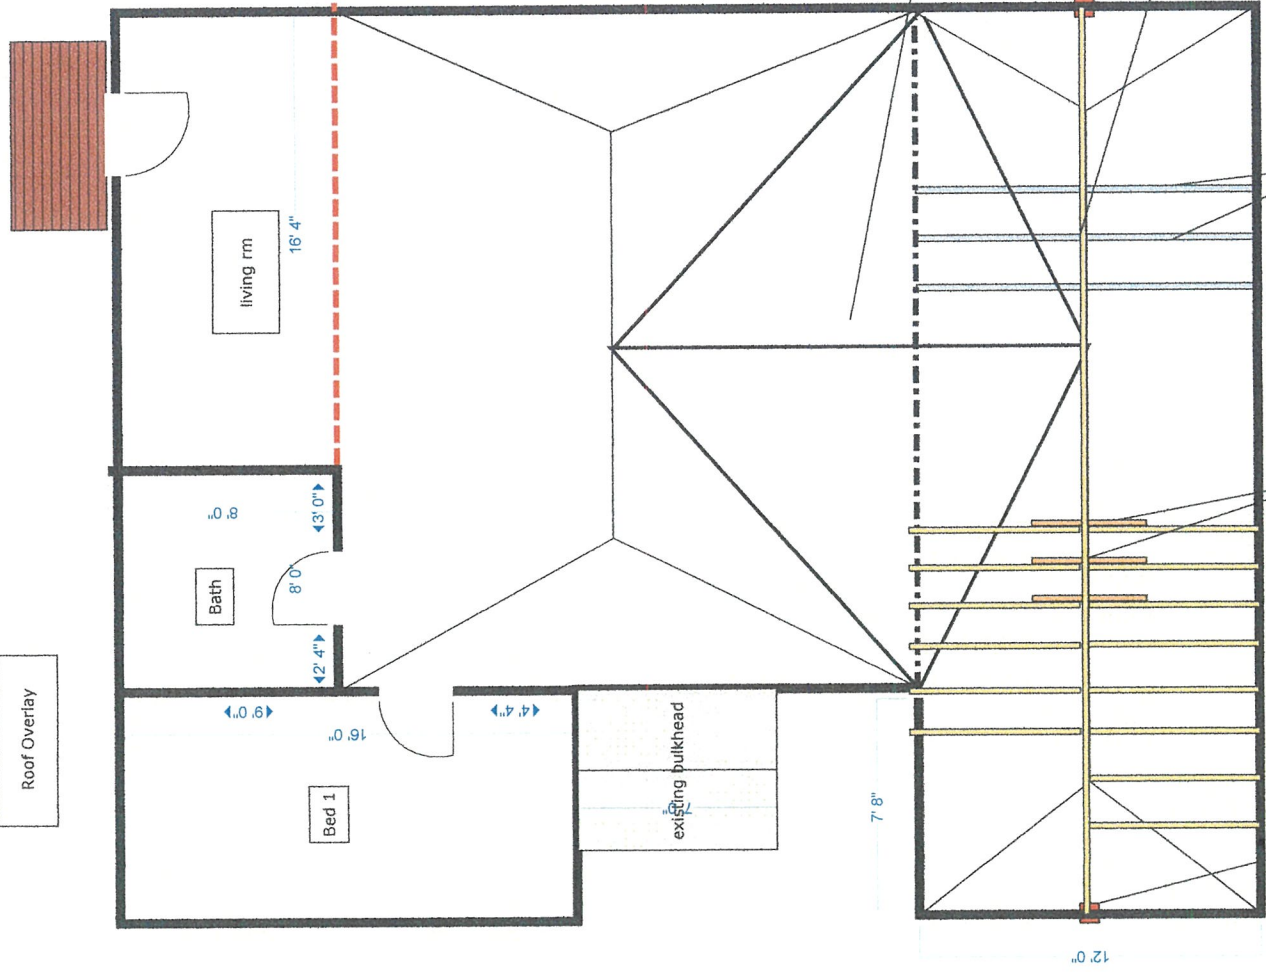 Roof Overlay
living rm
16' 4"
Bath
8' 0"
3' 0"
8' 0"
2' 4"
Bed 1
9' 0"
16' 0"
4' 4"
existing bulkhead
7' 8"
12' 0"